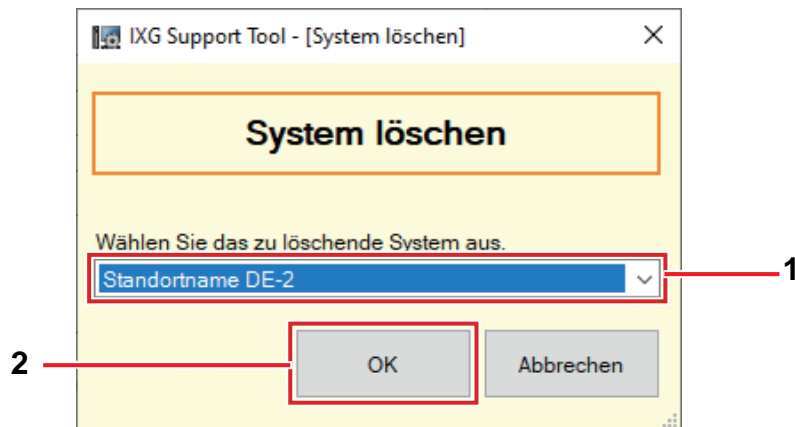 IXG Support Tool - [System löschen]
System löschen
Wählen Sie das zu löschende System aus.
Standortname DE-2
1
2
OK
Abbrechen